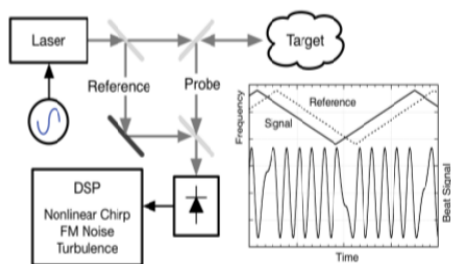 Laser
Target
Reference
Probe
DSP
Nonlinear Chirp
FM Noise
Turbulence
Frequency
Reference
Signal
Beat Signal
Time